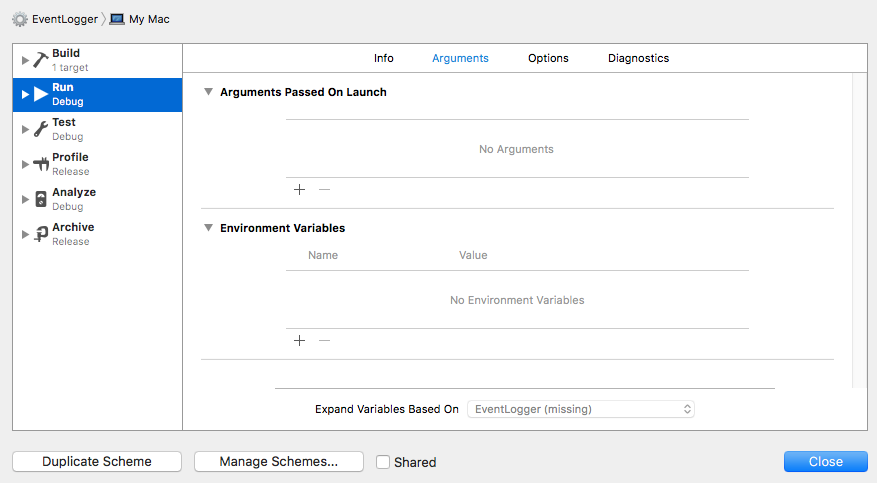 EventLogger
My Mac
Build
1 target
Run
Debug
Test
Debug
Profile
Release
Analyze
Debug
Archive
Release
Info Arguments Options Diagnostics
Arguments Passed On Launch
No Arguments
Environment Variables
Name Value
No Environment Variables
Expand Variables Based On EventLogger (missing)
Duplicate Scheme Manage Schemes... Shared Close